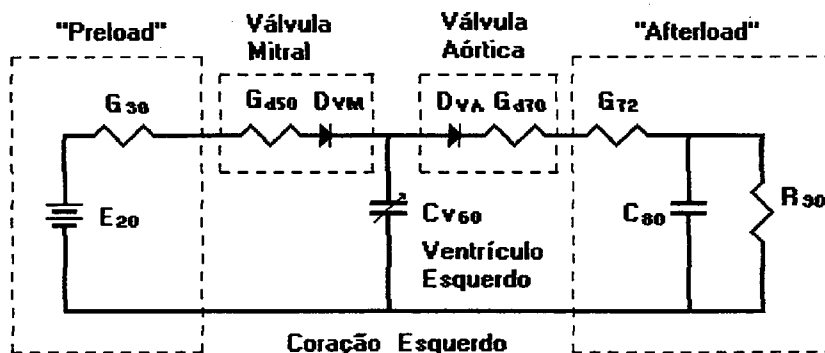 "Preload"
Válvula
Mitral
Válvula
Aórtica
"Afterload"
G30
Gd50
DVM
DVA
Gd70
G72
E20
CV60
C80
R90
Ventrículo
Esquerdo
Coração Esquerdo